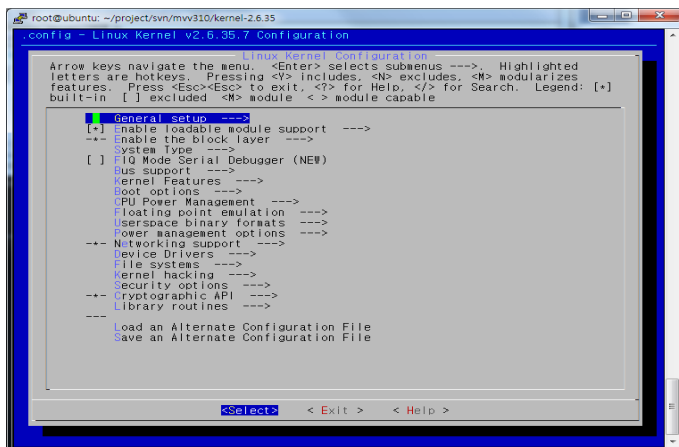 root@ubuntu: ~/project/svn/mvv310/kernel-2.6.35
.config - Linux Kernel v2.6.35.7 Configuration
Linux Kernel Configuration
Arrow keys navigate the menu. <Enter> selects submenus --->. Highlighted
letters are hotkeys. Pressing <Y> includes, <N> excludes, <M> modularizes
features. Press <Esc><Esc> to exit, <?> for Help, </> for Search. Legend: [*]
built-in [ ] excluded <M> module < > module capable
General setup --->
[*] Enable loadable module support --->
-*- Enable the block layer --->
System Type --->
[ ] FIQ Mode Serial Debugger (NEW)
Bus support --->
Kernel Features --->
Boot options --->
CPU Power Management --->
Floating point emulation --->
Userspace binary formats --->
Power management options --->
-*- Networking support --->
Device Drivers --->
File systems --->
Kernel hacking --->
Security options --->
-*- Cryptographic API --->
Library routines --->
---
Load an Alternate Configuration File
Save an Alternate Configuration File
<Select> < Exit > < Help >